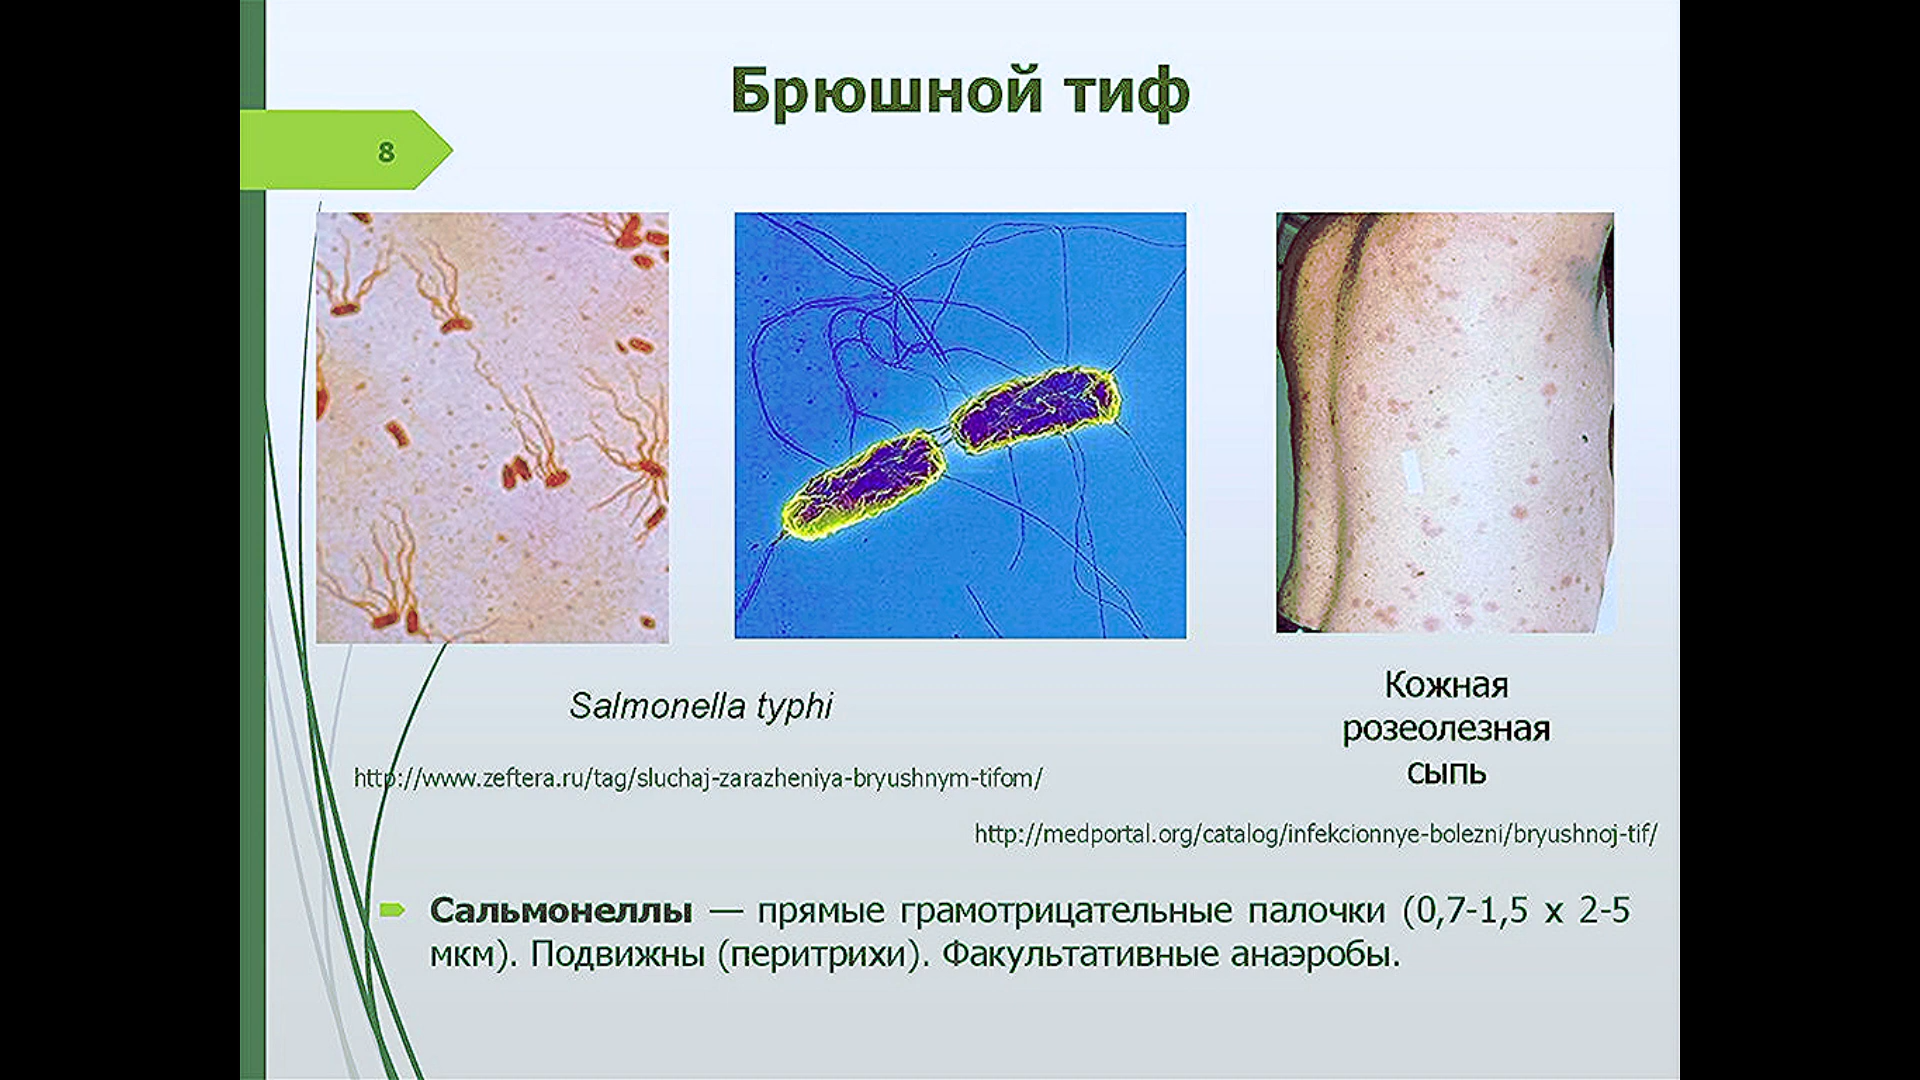 Брюшной тиф
8
Salmonella typhi
Кожная
розеолезная
сыпь
http://www.zeftera.ru/tag/sluchaj-zarazheniya-bryushnym-tifom/
http://medportal.org/catalog/infekcionnye-bolezni/bryushnoj-tif/
Сальмонеллы — прямые грамотрицательные палочки (0,7-1,5 х 2-5
мкм). Подвижны (перитрихи). Факультативные анаэробы.